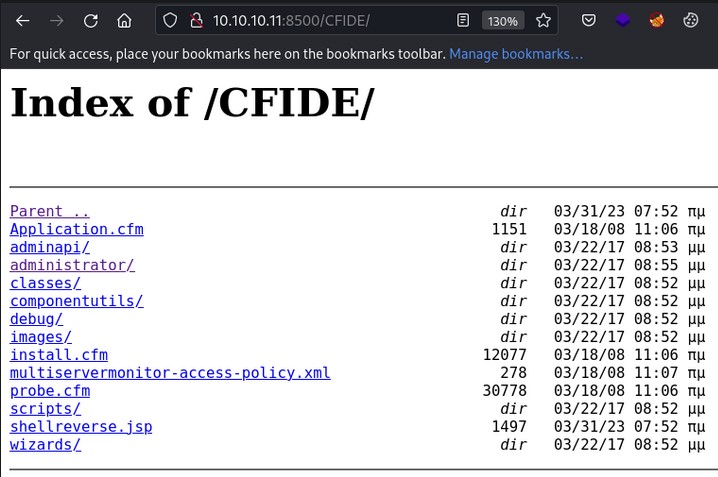 10.10.10.11:8500/CFIDE/ 130%
For quick access, place your bookmarks here on the bookmarks toolbar. Manage bookmarks...
Index of /CFIDE/
Parent .. dir 03/31/23 07:52 πμ
Application.cfm 1151 03/18/08 11:06 πμ
adminapi/ dir 03/22/17 08:53 μμ
administrator/ dir 03/22/17 08:55 μμ
classes/ dir 03/22/17 08:52 μμ
componentutils/ dir 03/22/17 08:52 μμ
debug/ dir 03/22/17 08:52 μμ
images/ dir 03/22/17 08:52 μμ
install.cfm 12077 03/18/08 11:06 πμ
multiservermonitor-access-policy.xml 278 03/18/08 11:07 πμ
probe.cfm 30778 03/18/08 11:06 πμ
scripts/ dir 03/22/17 08:52 μμ
shellreverse.jsp 1497 03/31/23 07:52 πμ
wizards/ dir 03/22/17 08:52 μμ